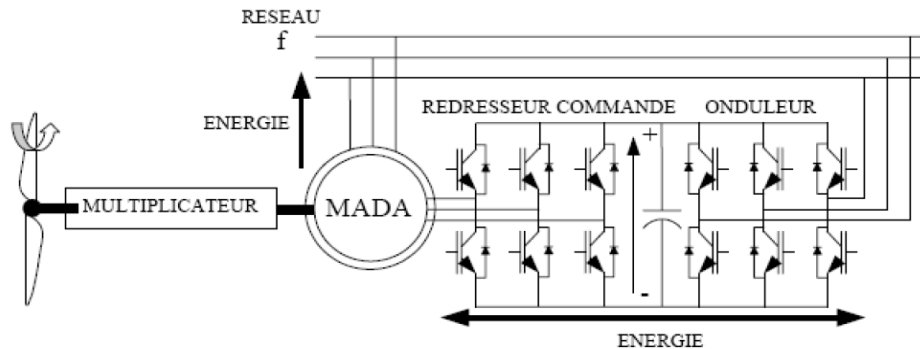 RESEAU
f
ENERGIE
REDRESSEUR COMMANDE
ONDULEUR
+
MULTIPLICATEUR
MADA
-
ENERGIE